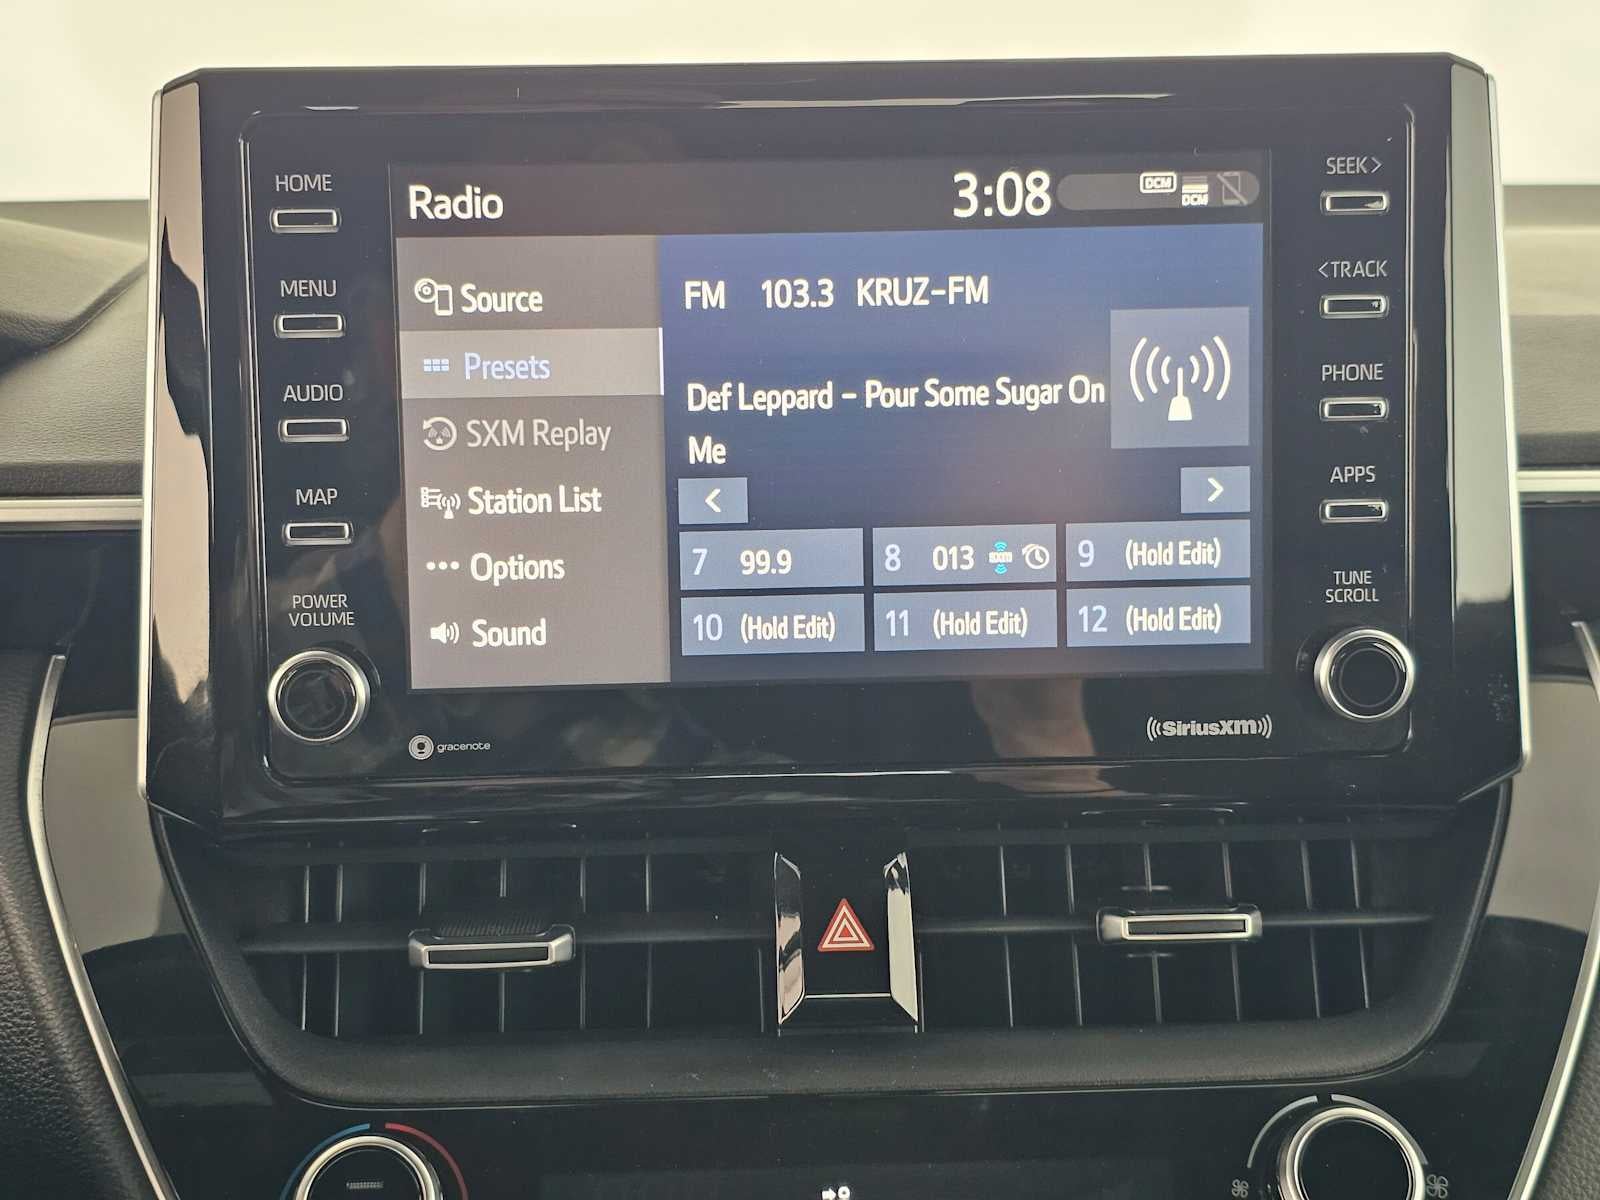 HOME
MENU
AUDIO
MAP
POWER
VOLUME
Radio
3:08
DCM
DCM
Source
Presets
SXM Replay
Station List
Options
Sound
FM 103.3 KRUZ-FM
Def Leppard - Pour Some Sugar On
Me
<
>
7 99.9
8 013 sxm
9 (Hold Edit)
10 (Hold Edit)
11 (Hold Edit)
12 (Hold Edit)
SEEK>
<TRACK
PHONE
APPS
TUNE
SCROLL
gracenote
((SiriusXM))